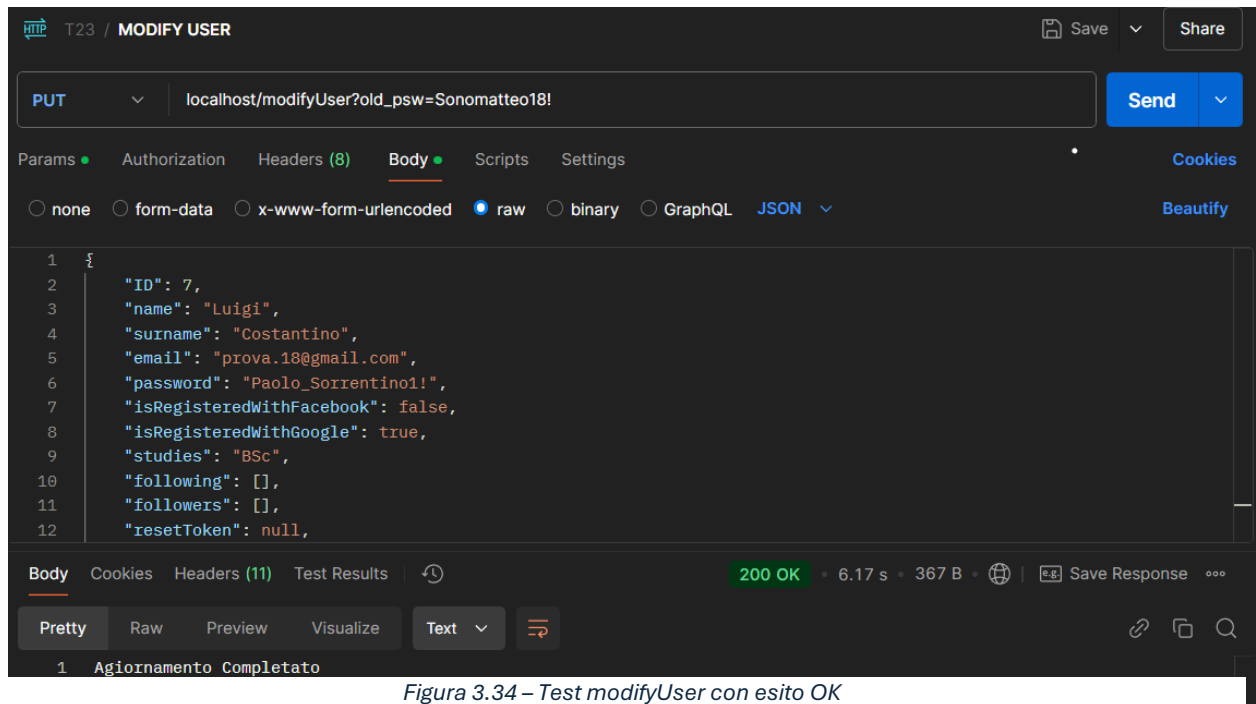 HTTP T23 / MODIFY USER Save Share
PUT localhost/modifyUser?old_psw=Sonomatteo18! Send
Params Authorization Headers (8) Body Scripts Settings Cookies
none form-data x-www-form-urlencoded raw binary GraphQL JSON Beautify
1 {
2 "ID": 7,
3 "name": "Luigi",
4 "surname": "Costantino",
5 "email": "prova.18@gmail.com",
6 "password": "Paolo_Sorrentino1!",
7 "isRegisteredWithFacebook": false,
8 "isRegisteredWithGoogle": true,
9 "studies": "BSc",
10 "following": [],
11 "followers": [],
12 "resetToken": null,
Body Cookies Headers (11) Test Results 200 OK • 6.17 s • 367 B • e.g. Save Response
Pretty Raw Preview Visualize Text
1 Agiornamento Completato
Figura 3.34 – Test modifyUser con esito OK